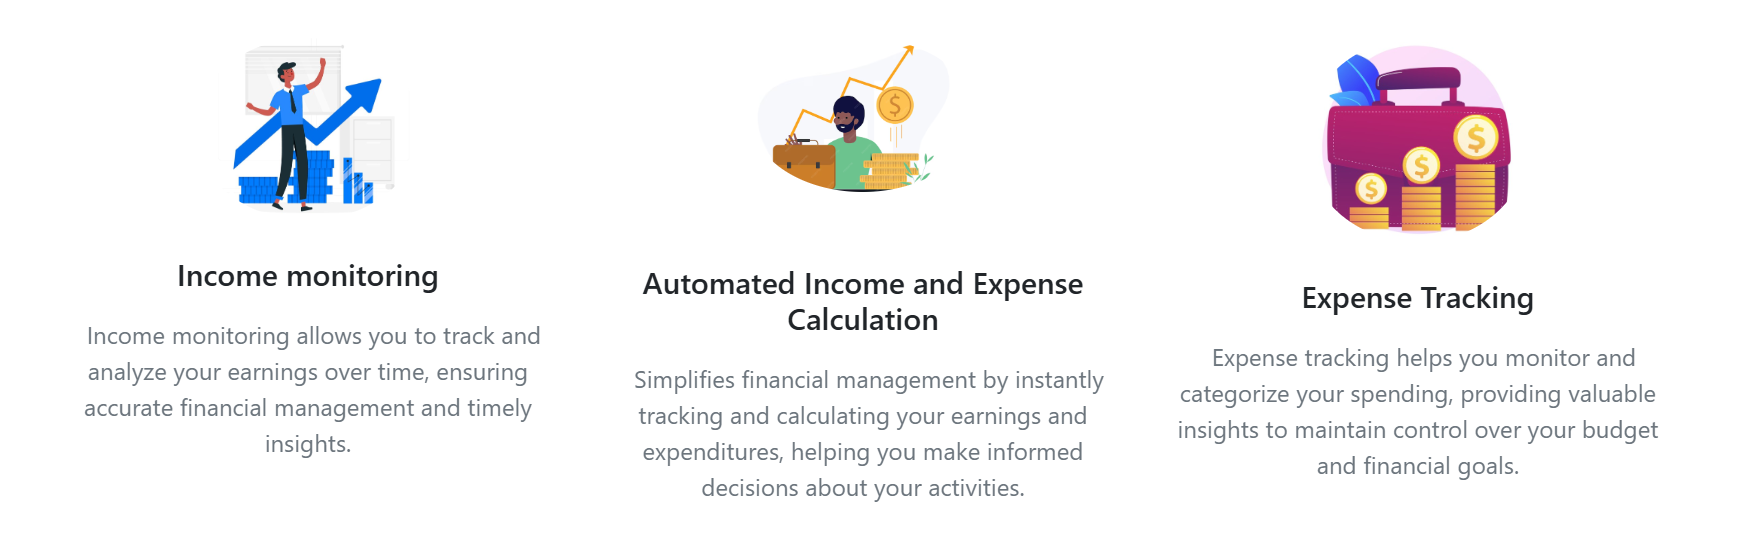 Income monitoring
Income monitoring allows you to track and
analyze your earnings over time, ensuring
accurate financial management and timely
insights.
Automated Income and Expense
Calculation
Simplifies financial management by instantly
tracking and calculating your earnings and
expenditures, helping you make informed
decisions about your activities.
Expense Tracking
Expense tracking helps you monitor and
categorize your spending, providing valuable
insights to maintain control over your budget
and financial goals.